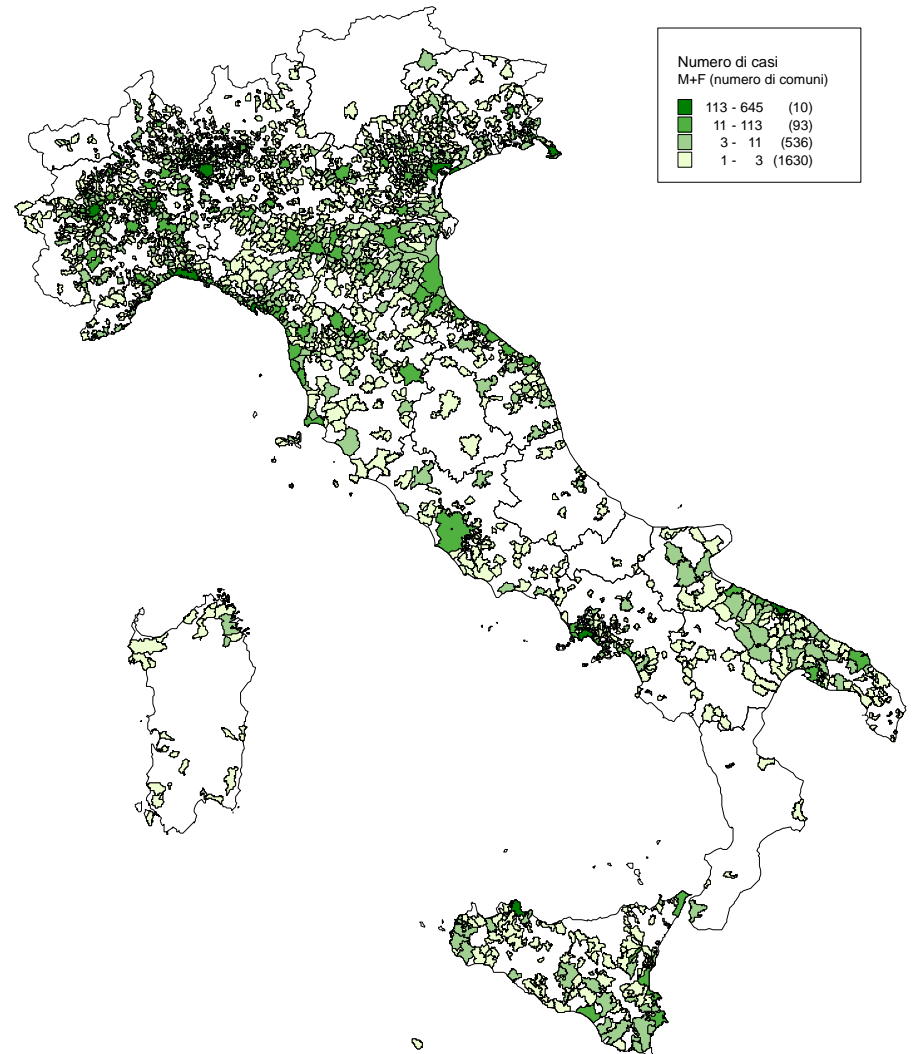 Numero di casi
M+F (numero di comuni)
113 - 645 (10)
11 - 113 (93)
3 - 11 (536)
1 - 3 (1630)